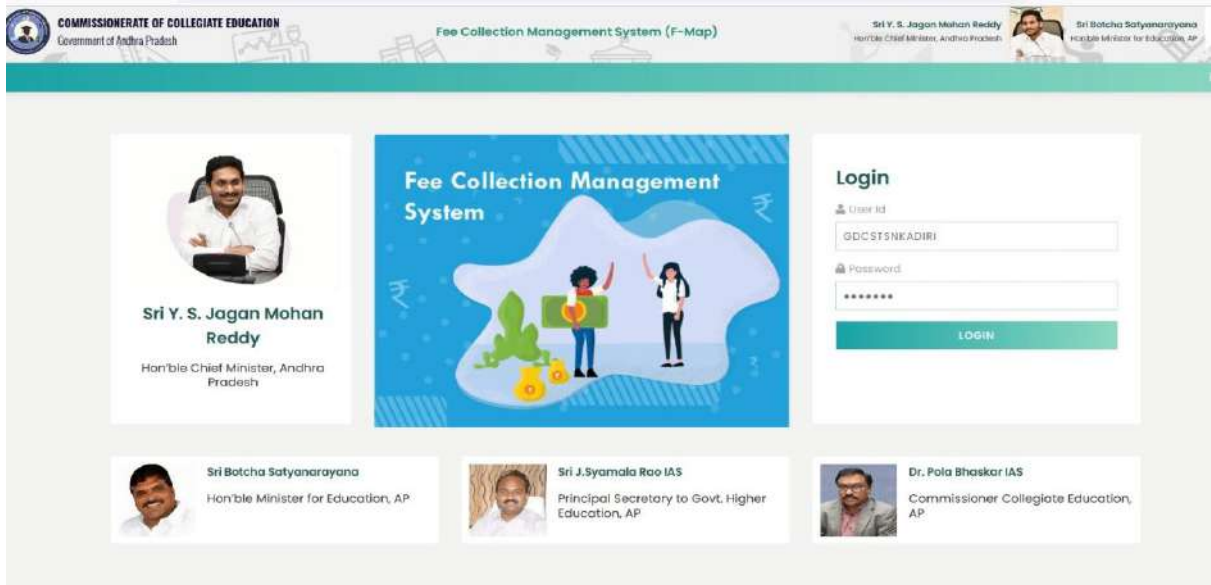 COMMISSIONERATE OF COLLEGIATE EDUCATION
Government of Andhra Pradesh
Fee Collection Management System (F-Map)
Sri Y. S. Jagan Mohan Reddy
Hon'ble Chief Minister, Andhra Pradesh
Sri Botcha Satyanarayana
Hon'ble Minister for Education, AP
Sri Y. S. Jagan Mohan
Reddy
Hon'ble Chief Minister, Andhra
Pradesh
Fee Collection Management
System
Login
User Id
GDCSTSNKADIRI
Password
•••••••
LOGIN
Sri Botcha Satyanarayana
Hon'ble Minister for Education, AP
Sri J.Syamala Rao IAS
Principal Secretary to Govt. Higher
Education, AP
Dr. Pola Bhaskar IAS
Commissioner Collegiate Education,
AP